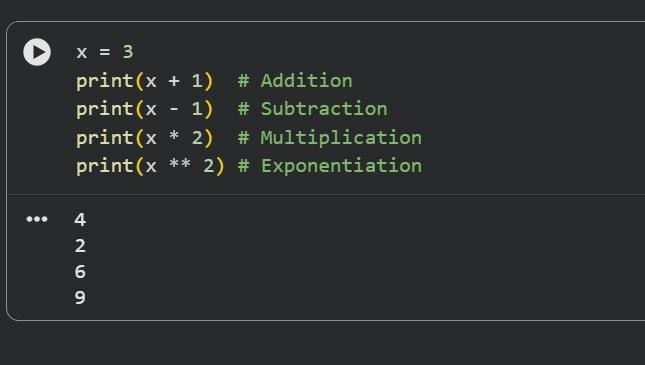 x = 3
print(x + 1)  # Addition
print(x - 1)  # Subtraction
print(x * 2)  # Multiplication
print(x ** 2) # Exponentiation
4
2
6
9